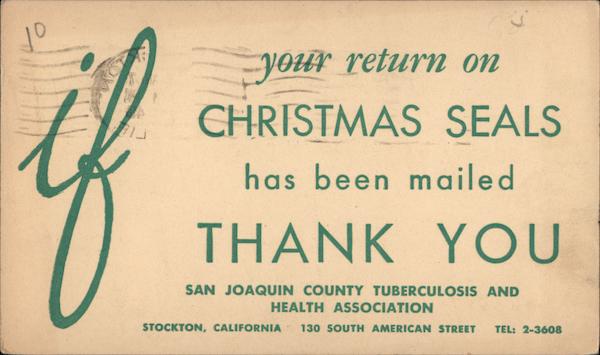 10
if
your return on
CHRISTMAS SEALS
has been mailed
THANK YOU
SAN JOAQUIN COUNTY TUBERCULOSIS AND
HEALTH ASSOCIATION
STOCKTON, CALIFORNIA 130 SOUTH AMERICAN STREET TEL: 2-3608